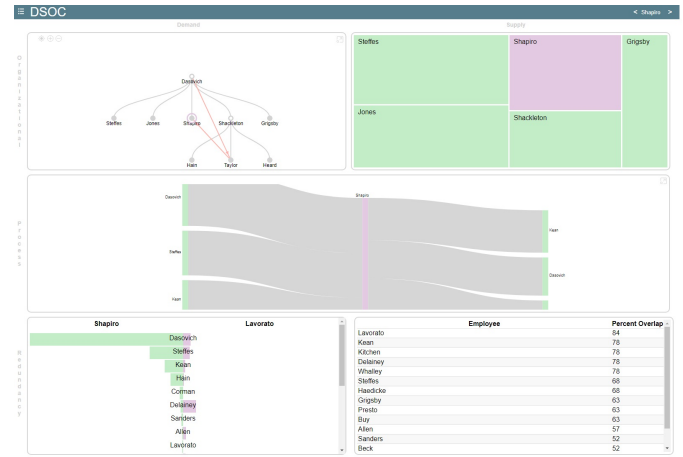 DSOC
< Shapiro >
Demand
Supply
Organizational
Dasovich
Steffes Jones Shapiro Shackleton Grigsby
Hain Taylor Heard
Steffes Shapiro Grigsby
Jones
Shackleton
Process
Dasovich
Steffes
Kean
Shapiro
Kean
Dasovich
Redundancy
Shapiro Lavorato
Dasovich
Steffes
Kean
Hain
Corman
Delainey
Sanders
Allen
Lavorato
Employee Percent Overlap
Lavorato 84
Kean 78
Kitchen 78
Delainey 78
Whalley 78
Steffes 68
Haedicke 68
Grigsby 63
Presto 63
Buy 63
Allen 57
Sanders 52
Beck 52